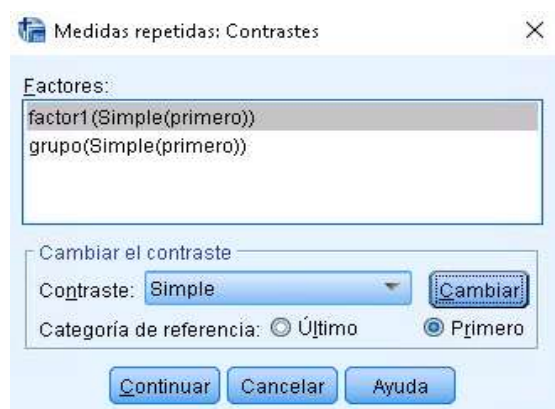 Medidas repetidas: Contrastes
Factores:
factor1(Simple(primero))
grupo(Simple(primero))
Cambiar el contraste
Contraste: Simple Cambiar
Categoría de referencia: Último Primero
Continuar Cancelar Ayuda